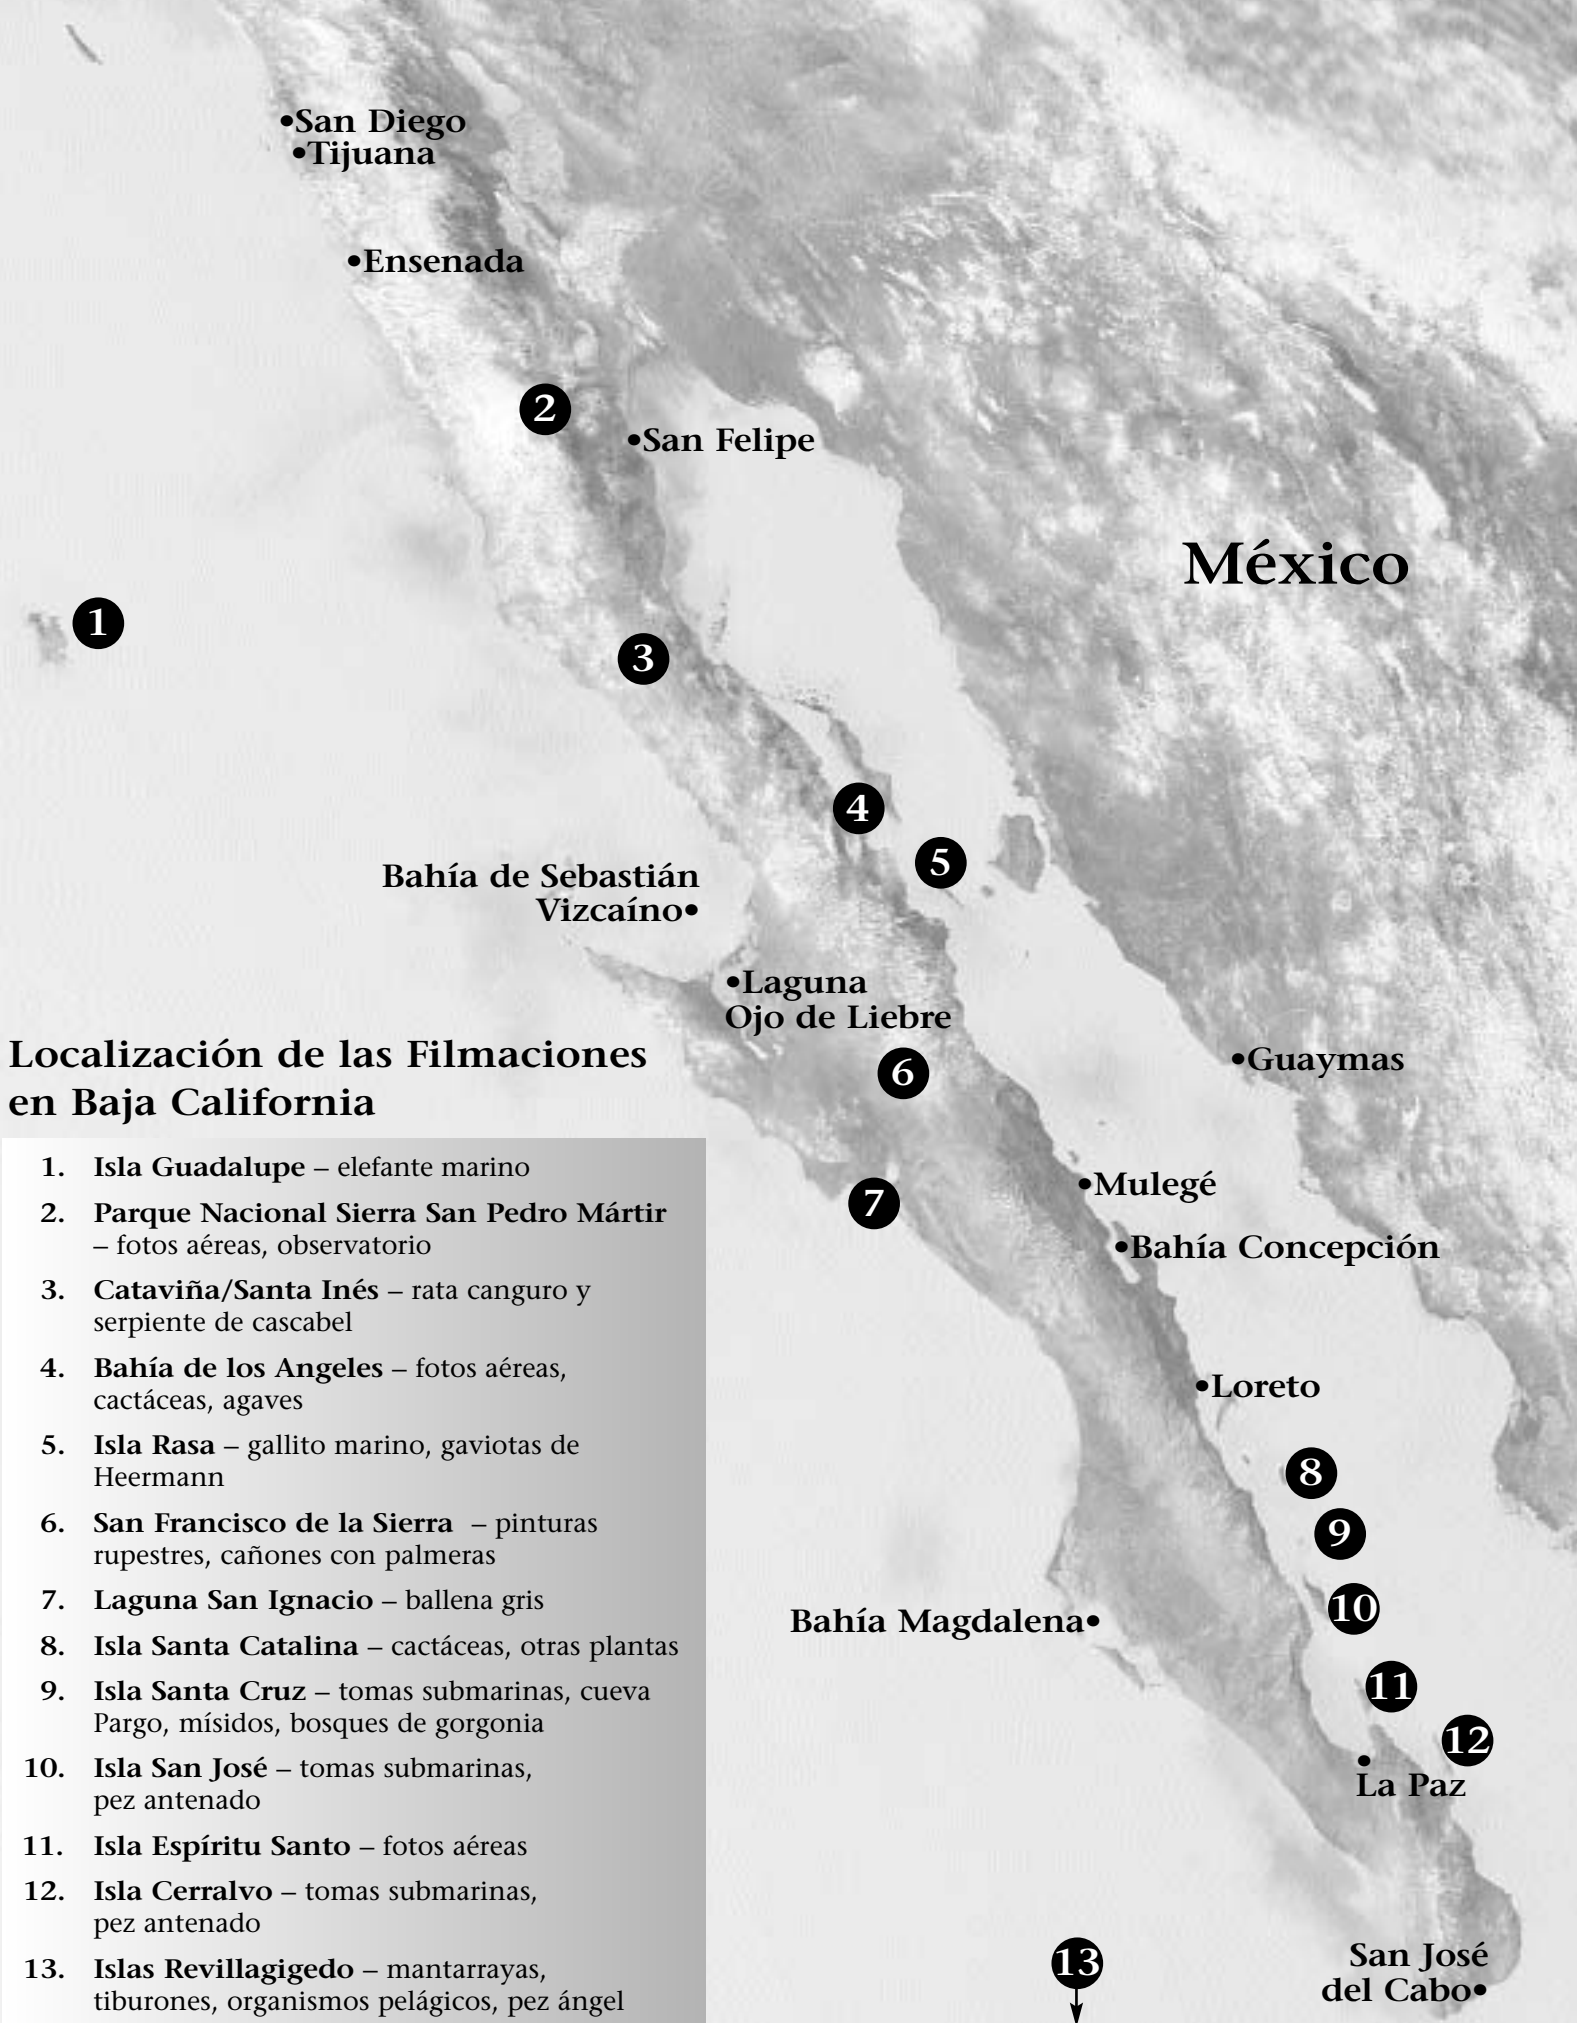 •San Diego
•Tijuana
•Ensenada
2
•San Felipe
México
1
3
4
5
Bahía de Sebastián
Vizcaíno•
•Laguna
Ojo de Liebre
6
•Guaymas
7
•Mulegé
•Bahía Concepción
•Loreto
8
9
10
Bahía Magdalena•
11
12
•
La Paz
13
San José
del Cabo•
Localización de las Filmaciones
en Baja California
1. Isla Guadalupe – elefante marino
2. Parque Nacional Sierra San Pedro Mártir
– fotos aéreas, observatorio
3. Cataviña/Santa Inés – rata canguro y
serpiente de cascabel
4. Bahía de los Angeles – fotos aéreas,
cactáceas, agaves
5. Isla Rasa – gallito marino, gaviotas de
Heermann
6. San Francisco de la Sierra – pinturas
rupestres, cañones con palmeras
7. Laguna San Ignacio – ballena gris
8. Isla Santa Catalina – cactáceas, otras plantas
9. Isla Santa Cruz – tomas submarinas, cueva
Pargo, mísidos, bosques de gorgonia
10. Isla San José – tomas submarinas,
pez antenado
11. Isla Espíritu Santo – fotos aéreas
12. Isla Cerralvo – tomas submarinas,
pez antenado
13. Islas Revillagigedo – mantarrayas,
tiburones, organismos pelágicos, pez ángel